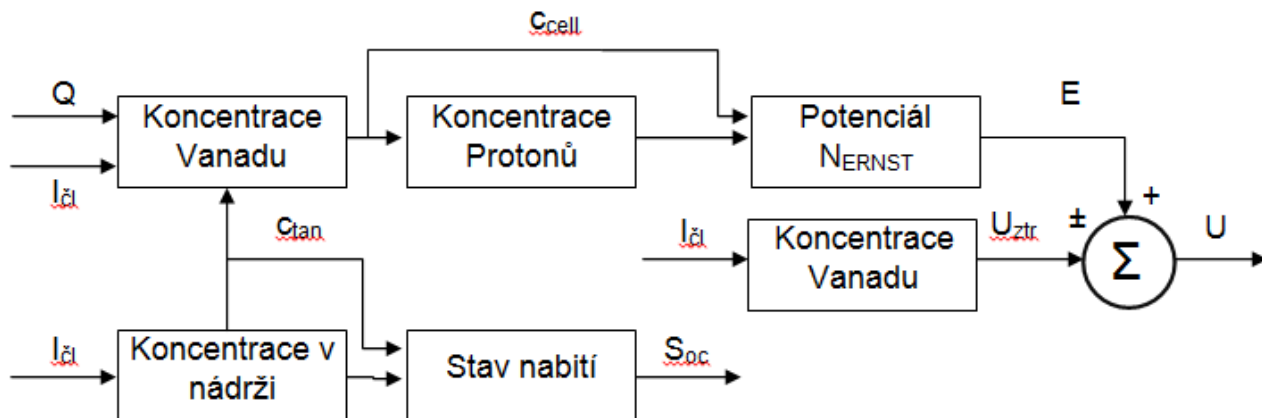 c_cell
Q
Koncentrace
Vanadu
Koncentrace
Protonů
Potenciál
N_ERNST
E
I_čl
c_tan
+
±
I_čl
Koncentrace
Vanadu
U_ztr
Σ
U
I_čl
Koncentrace v
nádrži
Stav nabití
S_oc